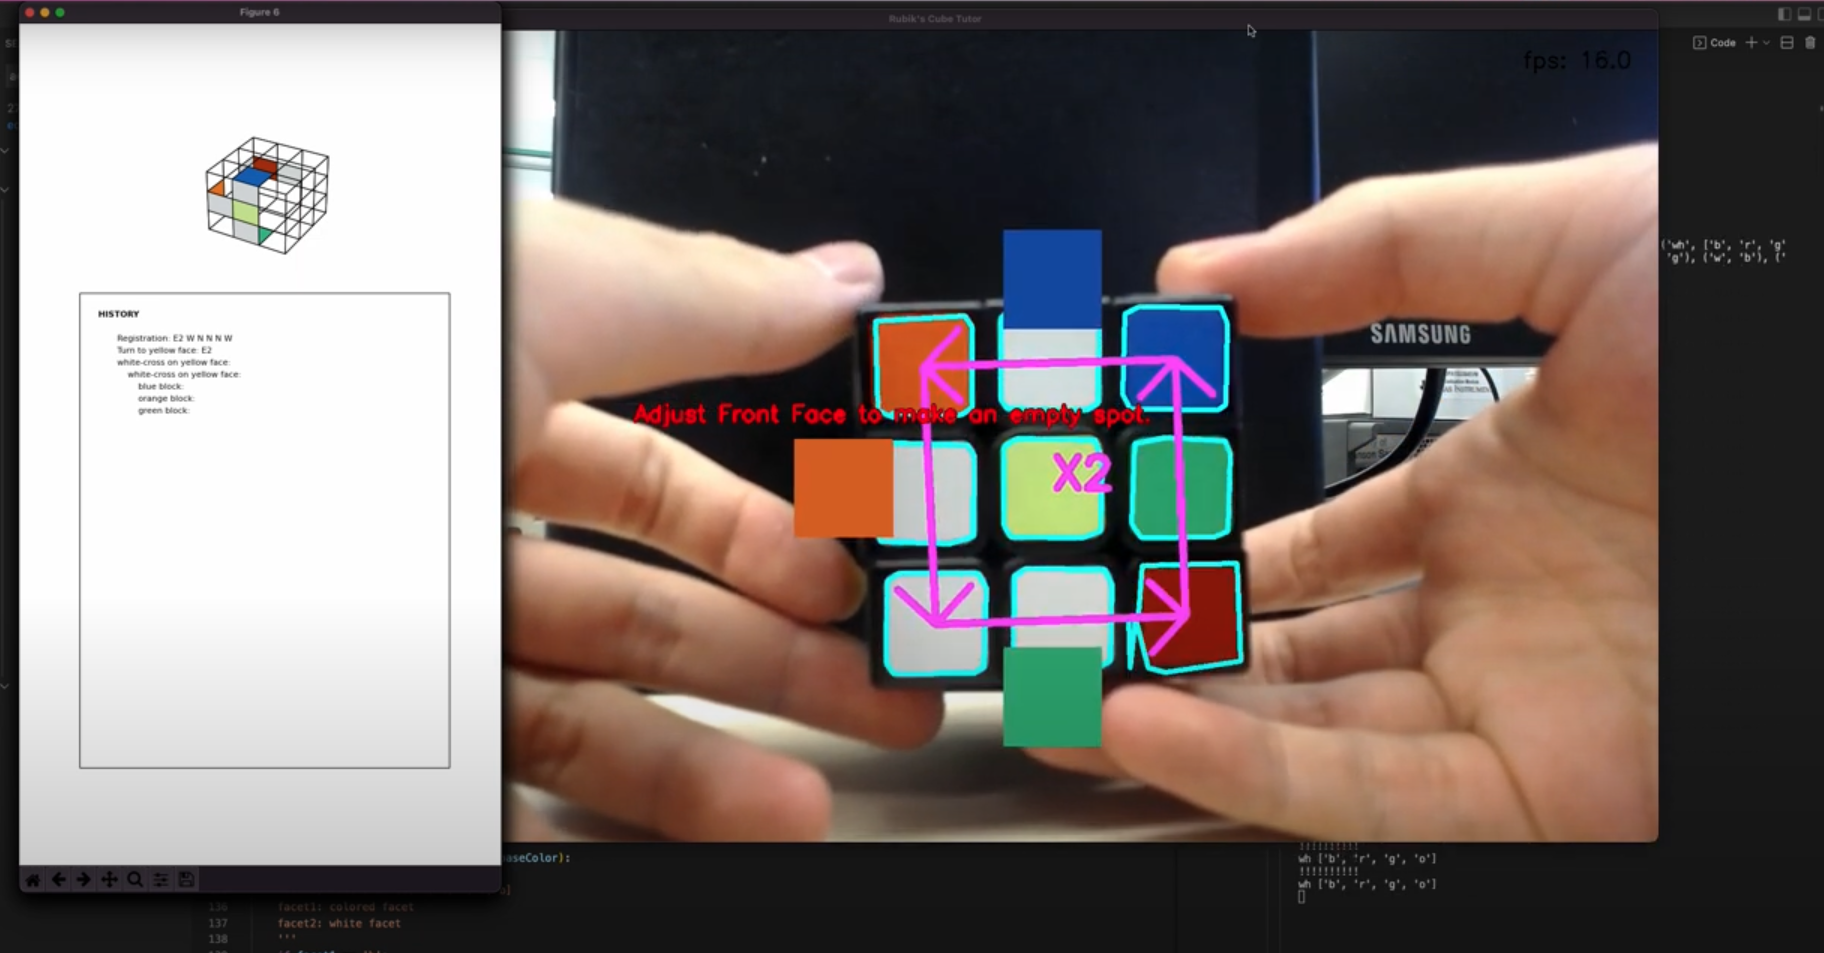 Figure 6
Rubik's Cube Tutor
Code
fps: 16.0
HISTORY
Registration: E2 W N N N W
Turn to yellow face: E2
white-cross on yellow face:
white-cross on yellow face:
blue block:
orange block:
green block:
('wh', ['b', 'r', 'g'
'g'), ('w', 'b'), ('
SAMSUNG
Adjust Front Face to make an empty spot.
X2
aseColor):
136 facet1: colored facet
137 facet2: white facet
138 '''
!!!!!!!!!!
wh ['b', 'r', 'g', 'o']
!!!!!!!!!!
wh ['b', 'r', 'g', 'o']